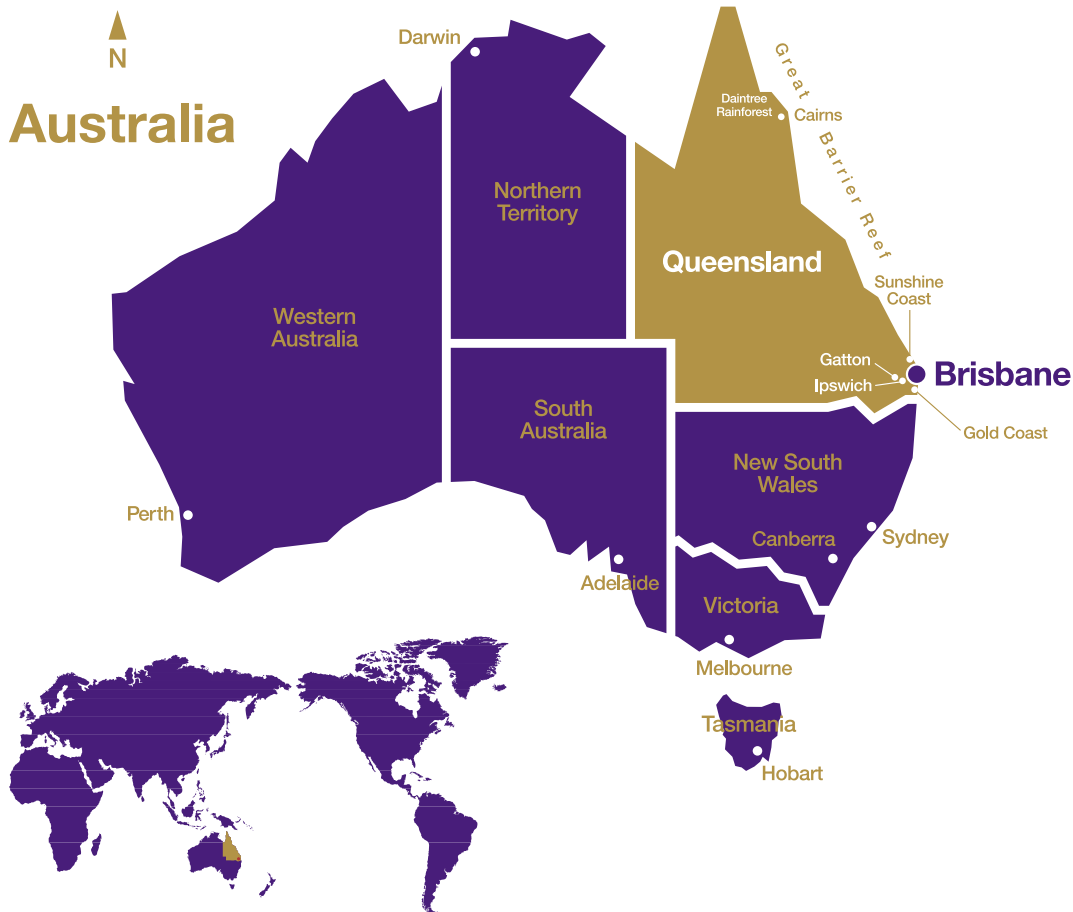 N
Australia
Darwin
Great Barrier Reef
Daintree
Rainforest
Cairns
Northern
Territory
Queensland
Sunshine
Coast
Western
Australia
Gatton
Ipswich
Brisbane
South
Australia
Gold Coast
New South
Wales
Perth
Canberra
Sydney
Adelaide
Victoria
Melbourne
Tasmania
Hobart